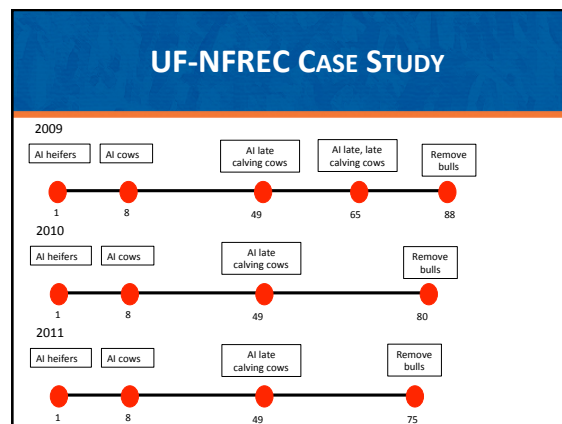 UF-NFREC CASE STUDY
2009
AI heifers
AI cows
AI late
calving cows
AI late, late
calving cows
Remove
bulls
1
8
49
65
88
2010
AI heifers
AI cows
AI late
calving cows
Remove
bulls
1
8
49
80
2011
AI heifers
AI cows
AI late
calving cows
Remove
bulls
1
8
49
75